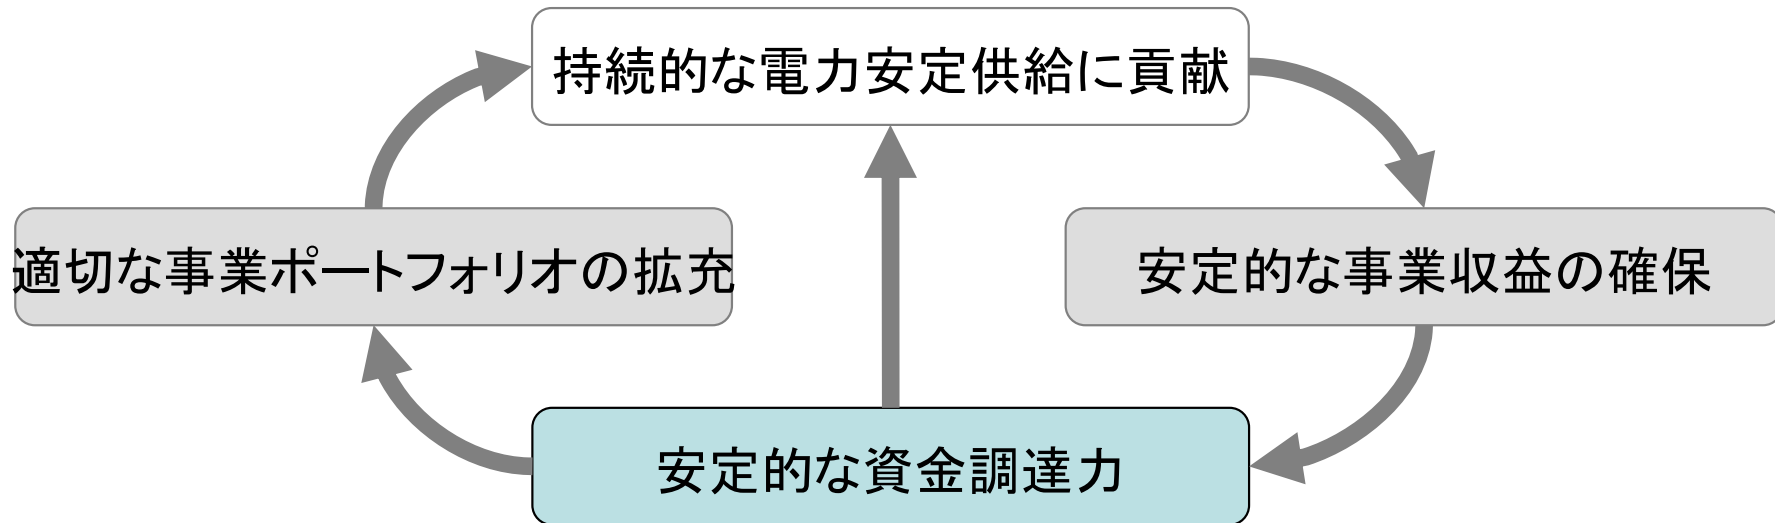 持続的な電力安定供給に貢献
適切な事業ポートフォリオの拡充
安定的な事業収益の確保
安定的な資金調達力